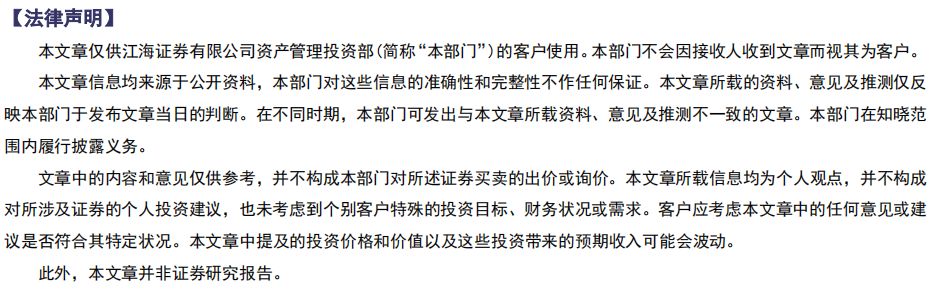 【法律声明】
本文章仅供江海证券有限公司资产管理投资部(简称“本部门”)的客户使用。本部门不会因接收人收到文章而视其为客户。
本文章信息均来源于公开资料，本部门对这些信息的准确性和完整性不作任何保证。本文章所载的资料、意见及推测仅反
映本部门于发布文章当日的判断。在不同时期，本部门可发出与本文章所载资料、意见及推测不一致的文章。本部门在知晓范
围内履行披露义务。
文章中的内容和意见仅供参考，并不构成本部门对所述证券买卖的出价或询价。本文章所载信息均为个人观点，并不构成
对所涉及证券的个人投资建议，也未考虑到个别客户特殊的投资目标、财务状况或需求。客户应考虑本文章中的任何意见或建
议是否符合其特定状况。本文章中提及的投资价格和价值以及这些投资带来的预期收入可能会波动。
此外，本文章并非证券研究报告。